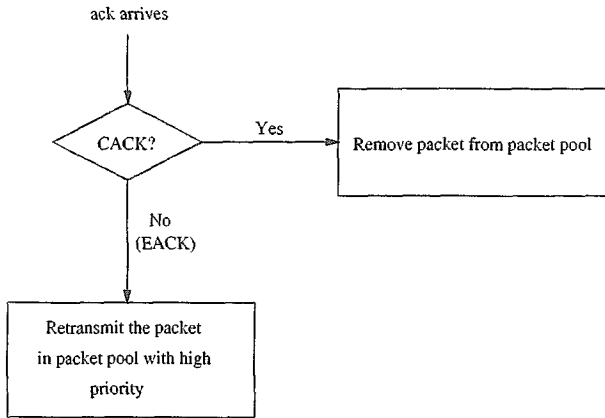 ack arrives
CACK?
Yes
Remove packet from packet pool
No
(EACK)
Retransmit the packet
in packet pool with high
priority